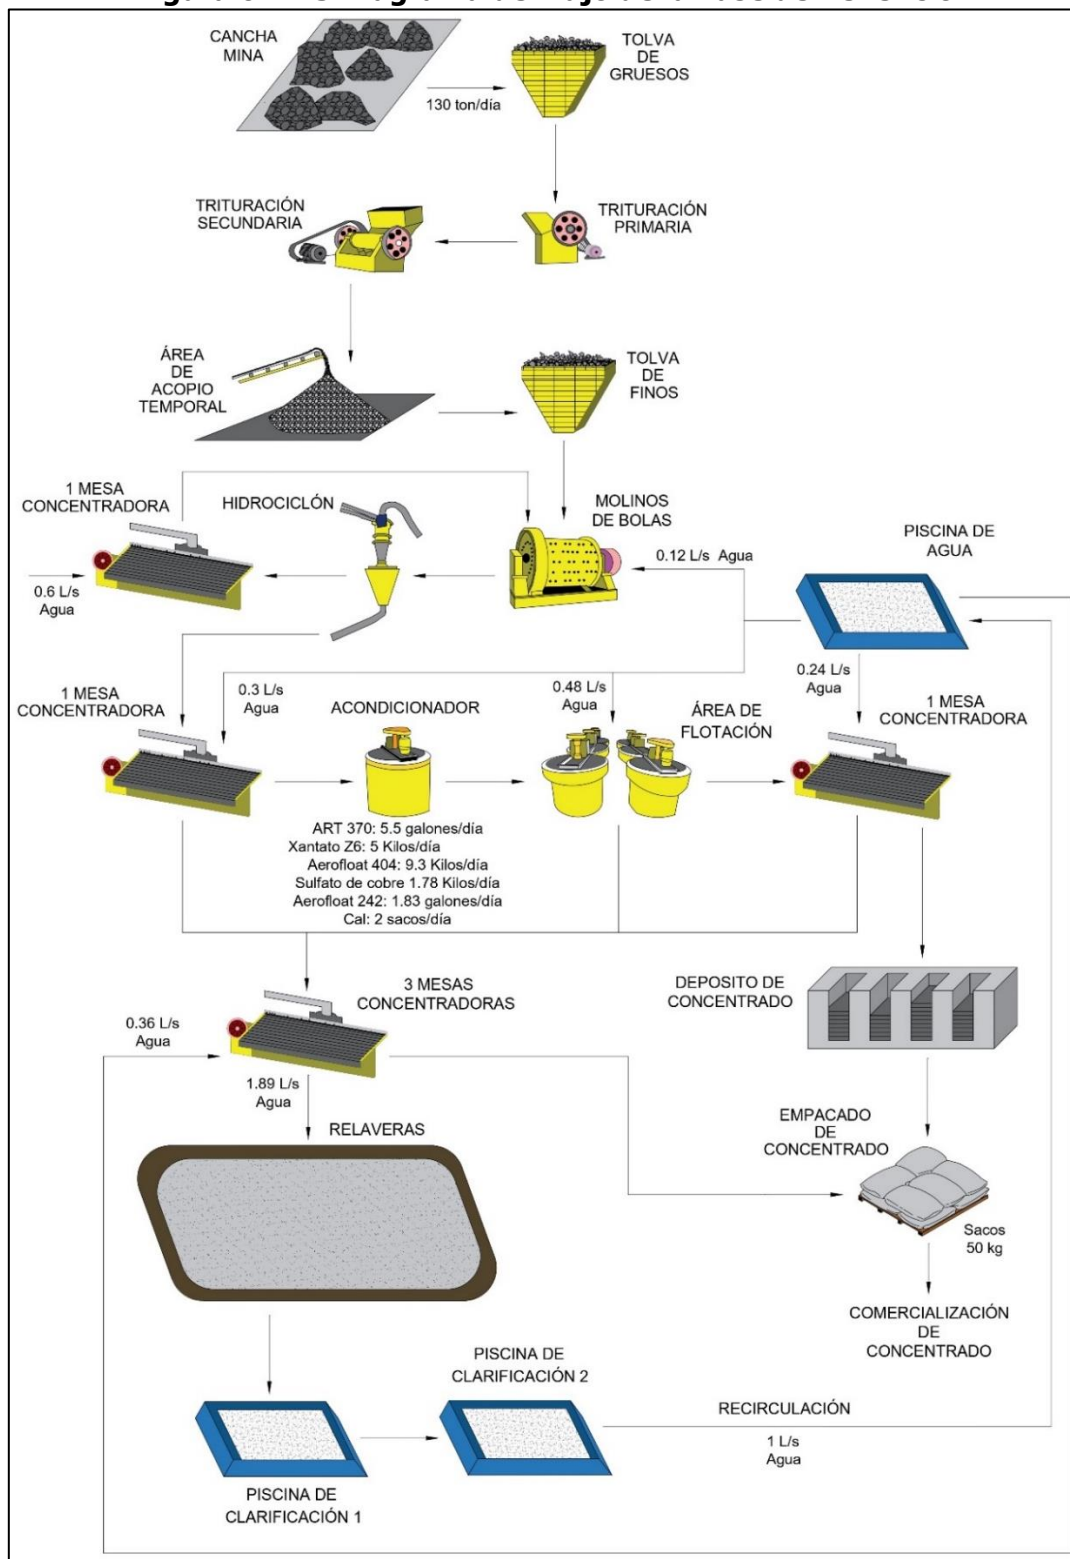 CANCHA
MINA
TOLVA
DE
GRUESOS
130 ton/día
TRITURACIÓN
SECUNDARIA
TRITURACIÓN
PRIMARIA
ÁREA
DE
ACOPIO
TEMPORAL
TOLVA
DE
FINOS
1 MESA
CONCENTRADORA
HIDROCICLÓN
MOLINOS
DE BOLAS
PISCINA DE
AGUA
0.12 L/s Agua
0.6 L/s
Agua
1 MESA
CONCENTRADORA
0.3 L/s
Agua
ACONDICIONADOR
0.48 L/s
Agua
ÁREA DE
FLOTACIÓN
0.24 L/s
Agua
1 MESA
CONCENTRADORA
ART 370: 5.5 galones/día
Xantato Z6: 5 Kilos/día
Aerofloat 404: 9.3 Kilos/día
Sulfato de cobre 1.78 Kilos/día
Aerofloat 242: 1.83 galones/día
Cal: 2 sacos/día
3 MESAS
CONCENTRADORAS
DEPOSITO DE
CONCENTRADO
0.36 L/s
Agua
1.89 L/s
Agua
RELAVERAS
EMPACADO
DE
CONCENTRADO
Sacos
50 kg
COMERCIALIZACIÓN
DE
CONCENTRADO
PISCINA DE
CLARIFICACIÓN 2
RECIRCULACIÓN
1 L/s
Agua
PISCINA DE
CLARIFICACIÓN 1